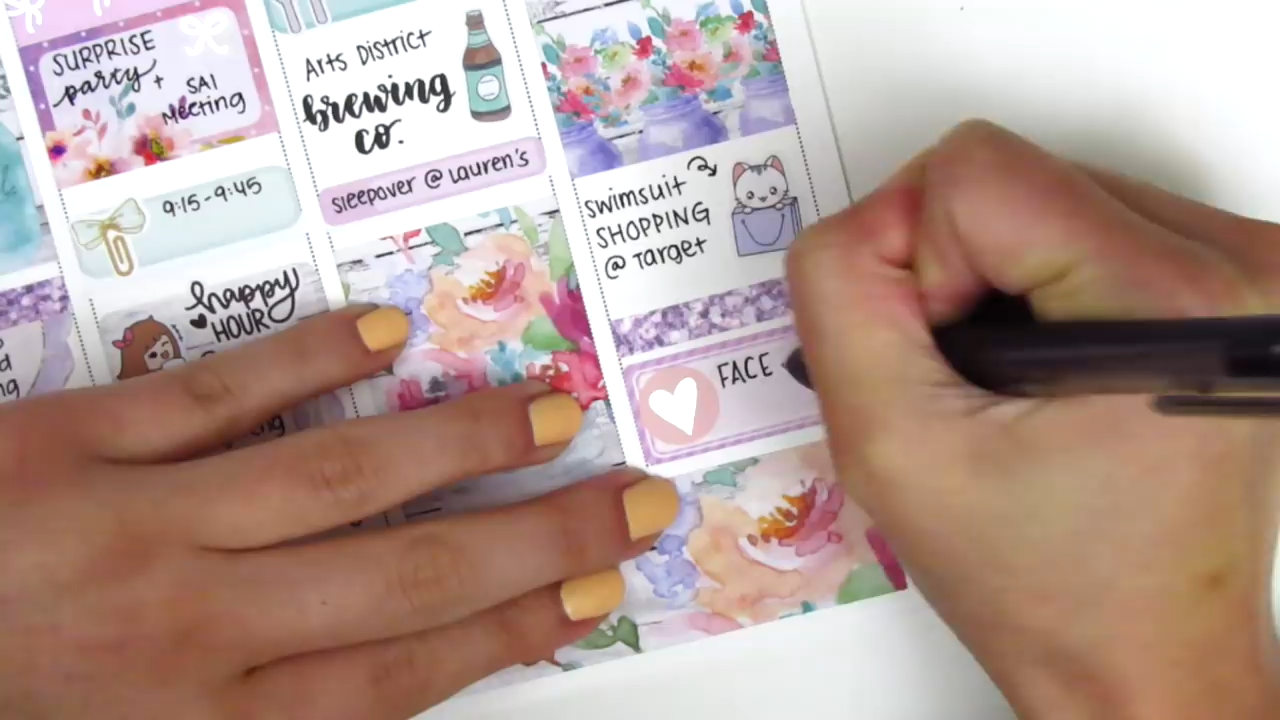 SURPRISE
party +
SAI
Meeting
9:15-9:45
happy
HOUR
Arts District
brewing
co.
sleepover @ Lauren's
swimsuit
SHOPPING
@ Target
FACE